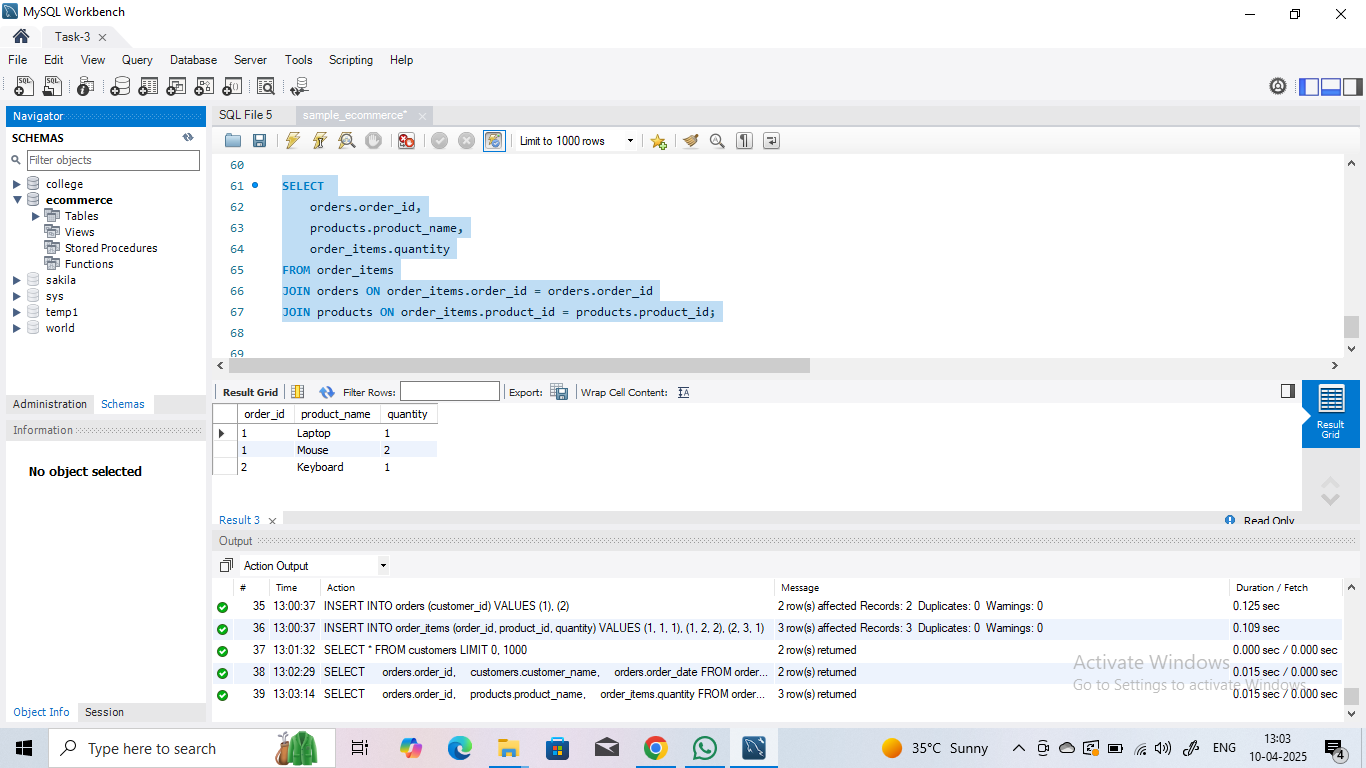 MySQL Workbench
Task-3
File Edit View Query Database Server Tools Scripting Help
Navigator
SCHEMAS
Filter objects
college
ecommerce
Tables
Views
Stored Procedures
Functions
sakila
sys
temp1
world
Administration Schemas
Information
No object selected
Object Info Session
SQL File 5 sample_ecommerce*
Limit to 1000 rows
60
61 SELECT
62 orders.order_id,
63 products.product_name,
64 order_items.quantity
65 FROM order_items
66 JOIN orders ON order_items.order_id = orders.order_id
67 JOIN products ON order_items.product_id = products.product_id;
68
69
Result Grid Filter Rows: Export: Wrap Cell Content:
order_id product_name quantity
1 Laptop 1
1 Mouse 2
2 Keyboard 1
Result Grid
Result 3 Read Only
Output
Action Output
# Time Action Message Duration / Fetch
35 13:00:37 INSERT INTO orders (customer_id) VALUES (1), (2) 2 row(s) affected Records: 2 Duplicates: 0 Warnings: 0 0.125 sec
36 13:00:37 INSERT INTO order_items (order_id, product_id, quantity) VALUES (1, 1, 1), (1, 2, 2), (2, 3, 1) 3 row(s) affected Records: 3 Duplicates: 0 Warnings: 0 0.109 sec
37 13:01:32 SELECT * FROM customers LIMIT 0, 1000 2 row(s) returned 0.000 sec / 0.000 sec
38 13:02:29 SELECT orders.order_id, customers.customer_name, orders.order_date FROM order... 2 row(s) returned 0.015 sec / 0.000 sec
39 13:03:14 SELECT orders.order_id, products.product_name, order_items.quantity FROM order... 3 row(s) returned 0.015 sec / 0.000 sec
Activate Windows
Go to Settings to activate Windows.
Type here to search
35°C Sunny
ENG
13:03
10-04-2025
4